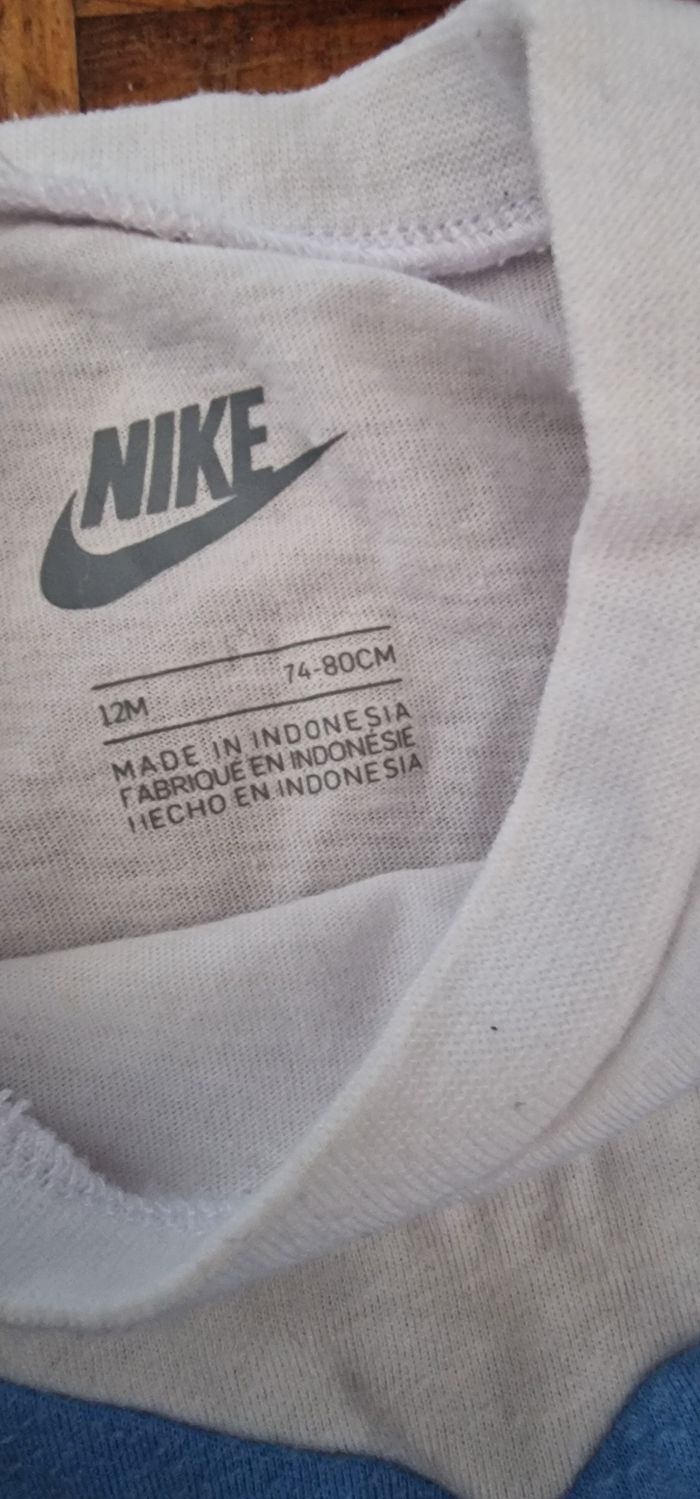 NIKE
12M 74-80CM
MADE IN INDONESIA
FABRIQUÉ EN INDONÉSIE
HECHO EN INDONESIA